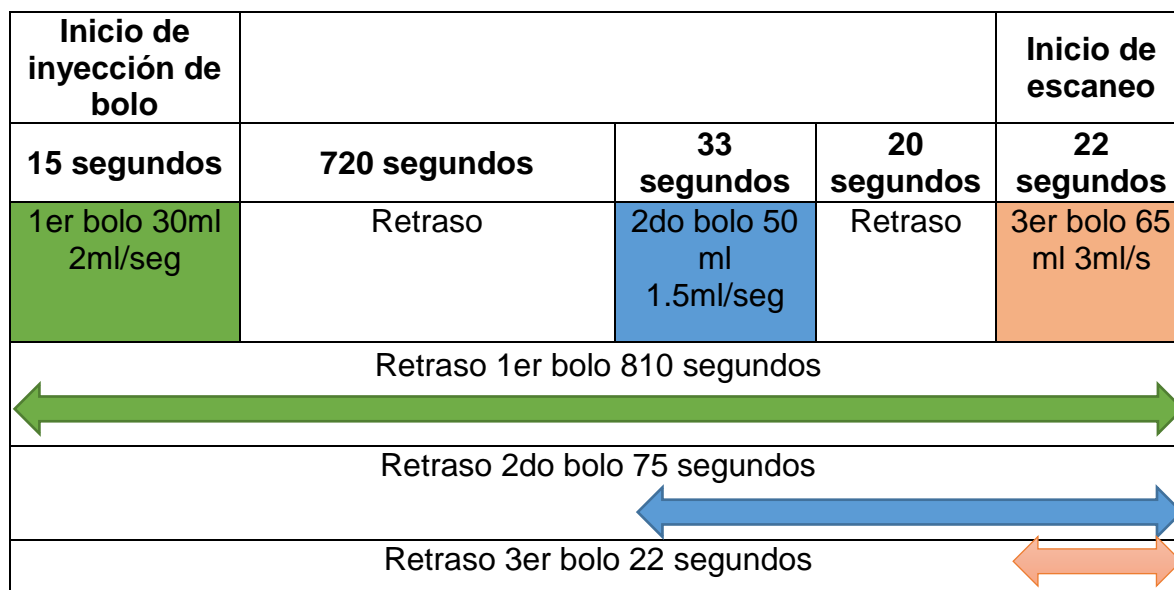 Inicio de
inyección de
bolo
Inicio de
escaneo
15 segundos
720 segundos
33
segundos
20
segundos
22
segundos
1er bolo 30ml
2ml/seg
Retraso
2do bolo 50
ml
1.5ml/seg
Retraso
3er bolo 65
ml 3ml/s
Retraso 1er bolo 810 segundos
Retraso 2do bolo 75 segundos
Retraso 3er bolo 22 segundos